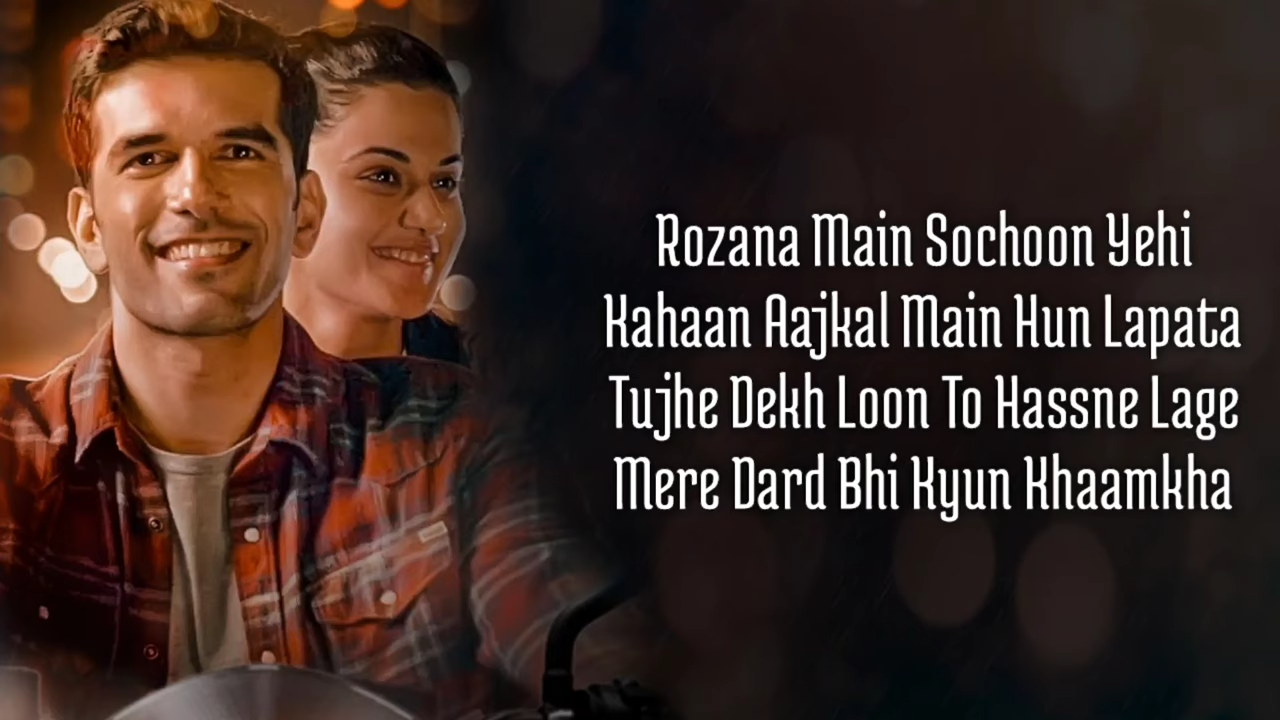 Rozana Main Sochoon Yehi
Kahaan Aajkal Main Hun Lapata
Tujhe Dekh Loon To Hassne Lage
Mere Dard Bhi Kyun Khaamkha